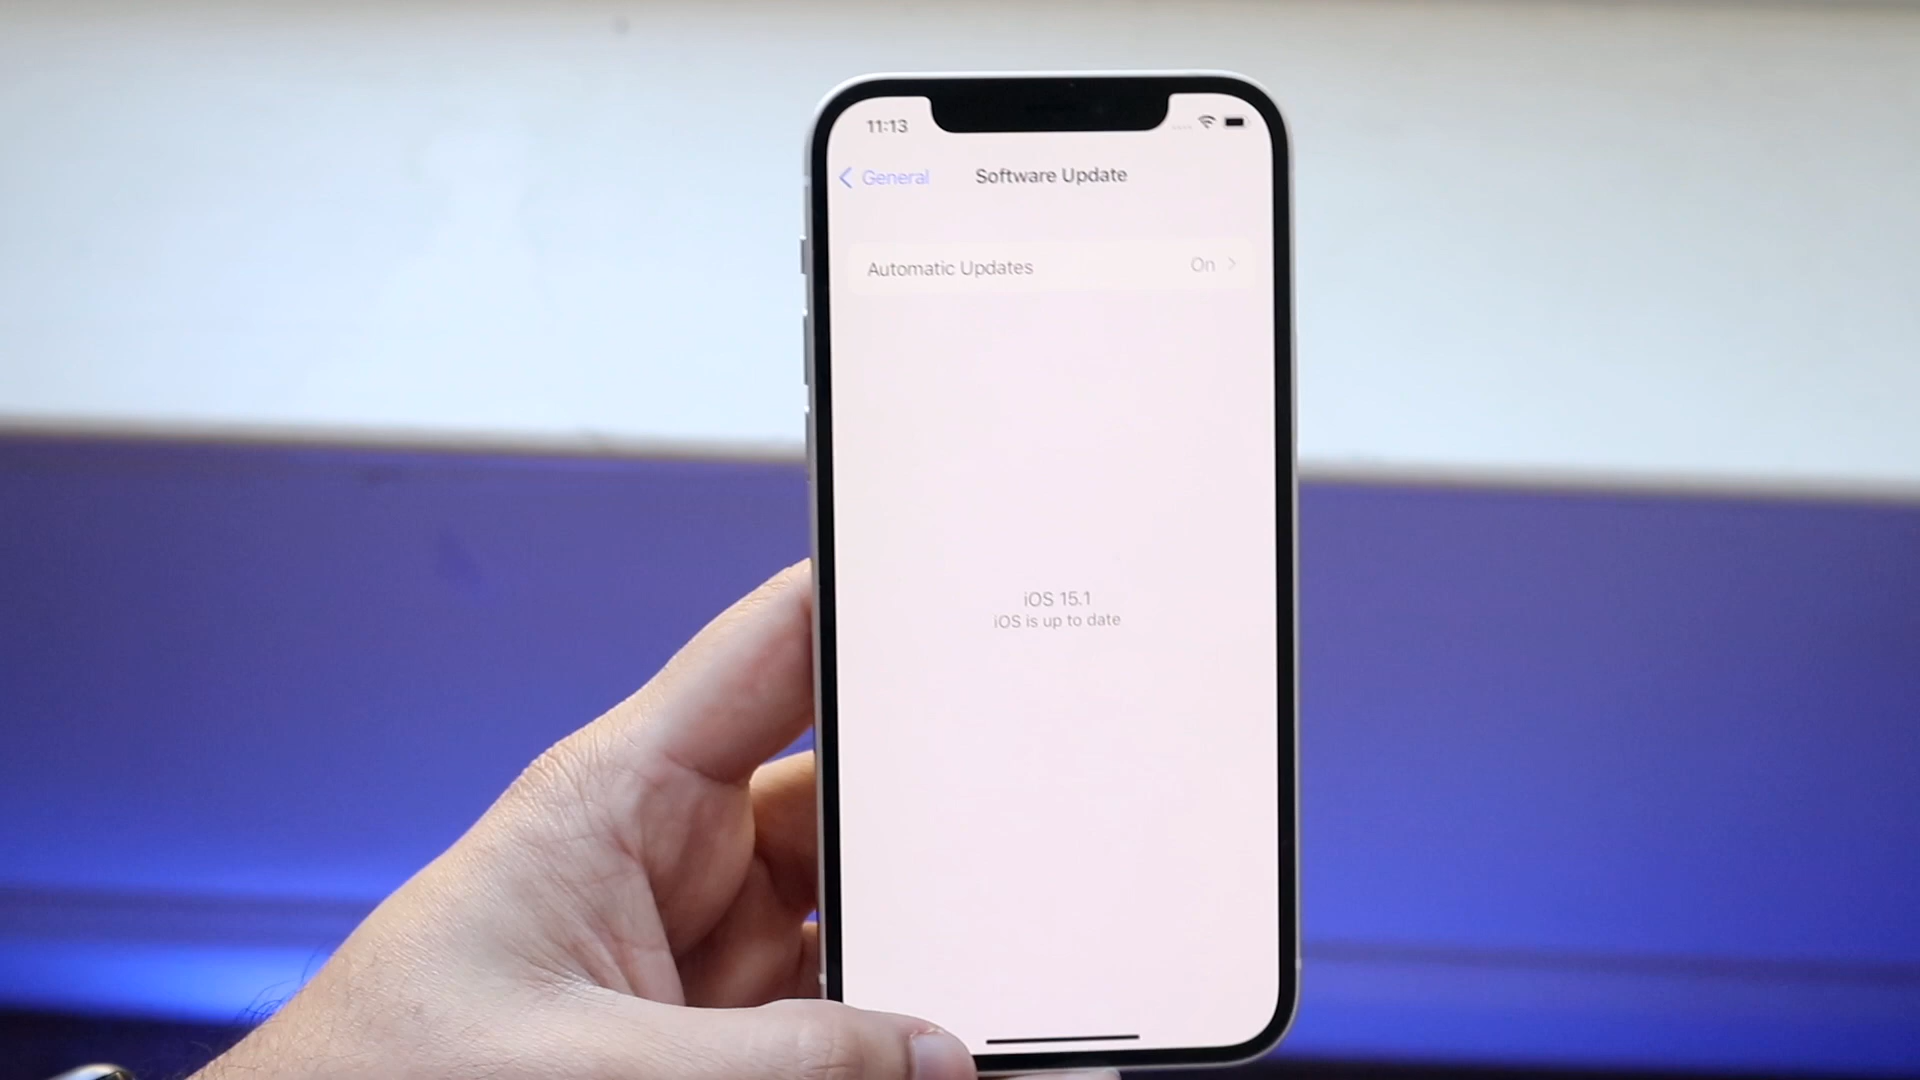 11:13
General
Software Update
Automatic Updates On
iOS 15.1
iOS is up to date